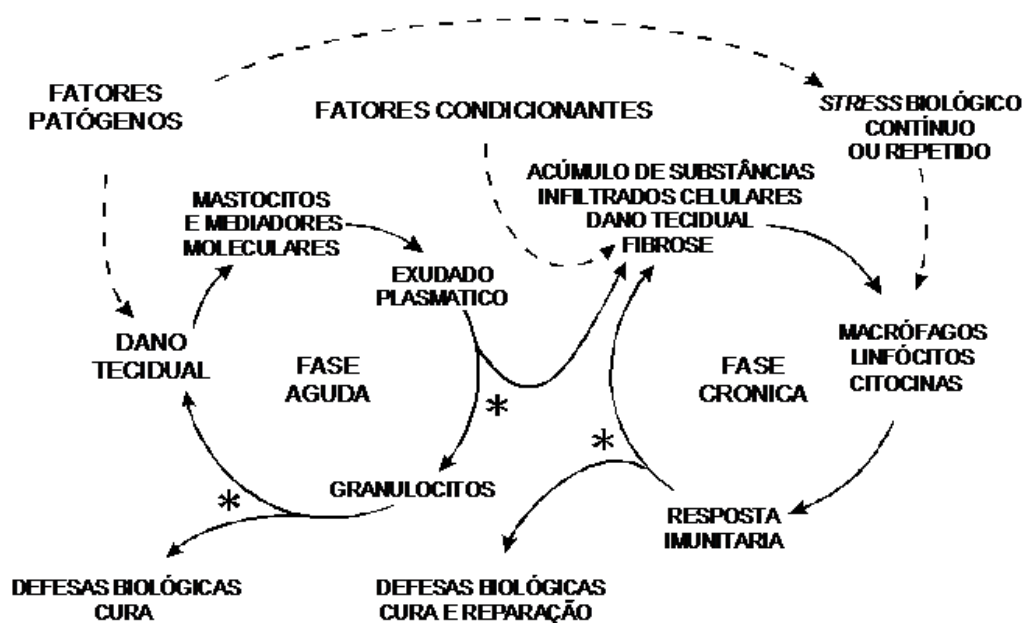 FATORES
PATÓGENOS
FATORES CONDICIONANTES
STRESS BIOLÓGICO
CONTÍNUO
OU REPETIDO
MASTOCITOS
E MEDIADORES
MOLECULARES
ACÚMULO DE SUBSTÂNCIAS
INFILTRADOS CELULARES
DANO TECIDUAL
FIBROSE
EXUDADO
PLASMATICO
DANO
TECIDUAL
FASE
AGUDA
FASE
CRONICA
MACRÓFAGOS
LINFÓCITOS
CITOCINAS
*
*
*
GRANULOCITOS
RESPOSTA
IMUNITARIA
DEFESAS BIOLÓGICAS
CURA
DEFESAS BIOLÓGICAS
CURA E REPARAÇÃO